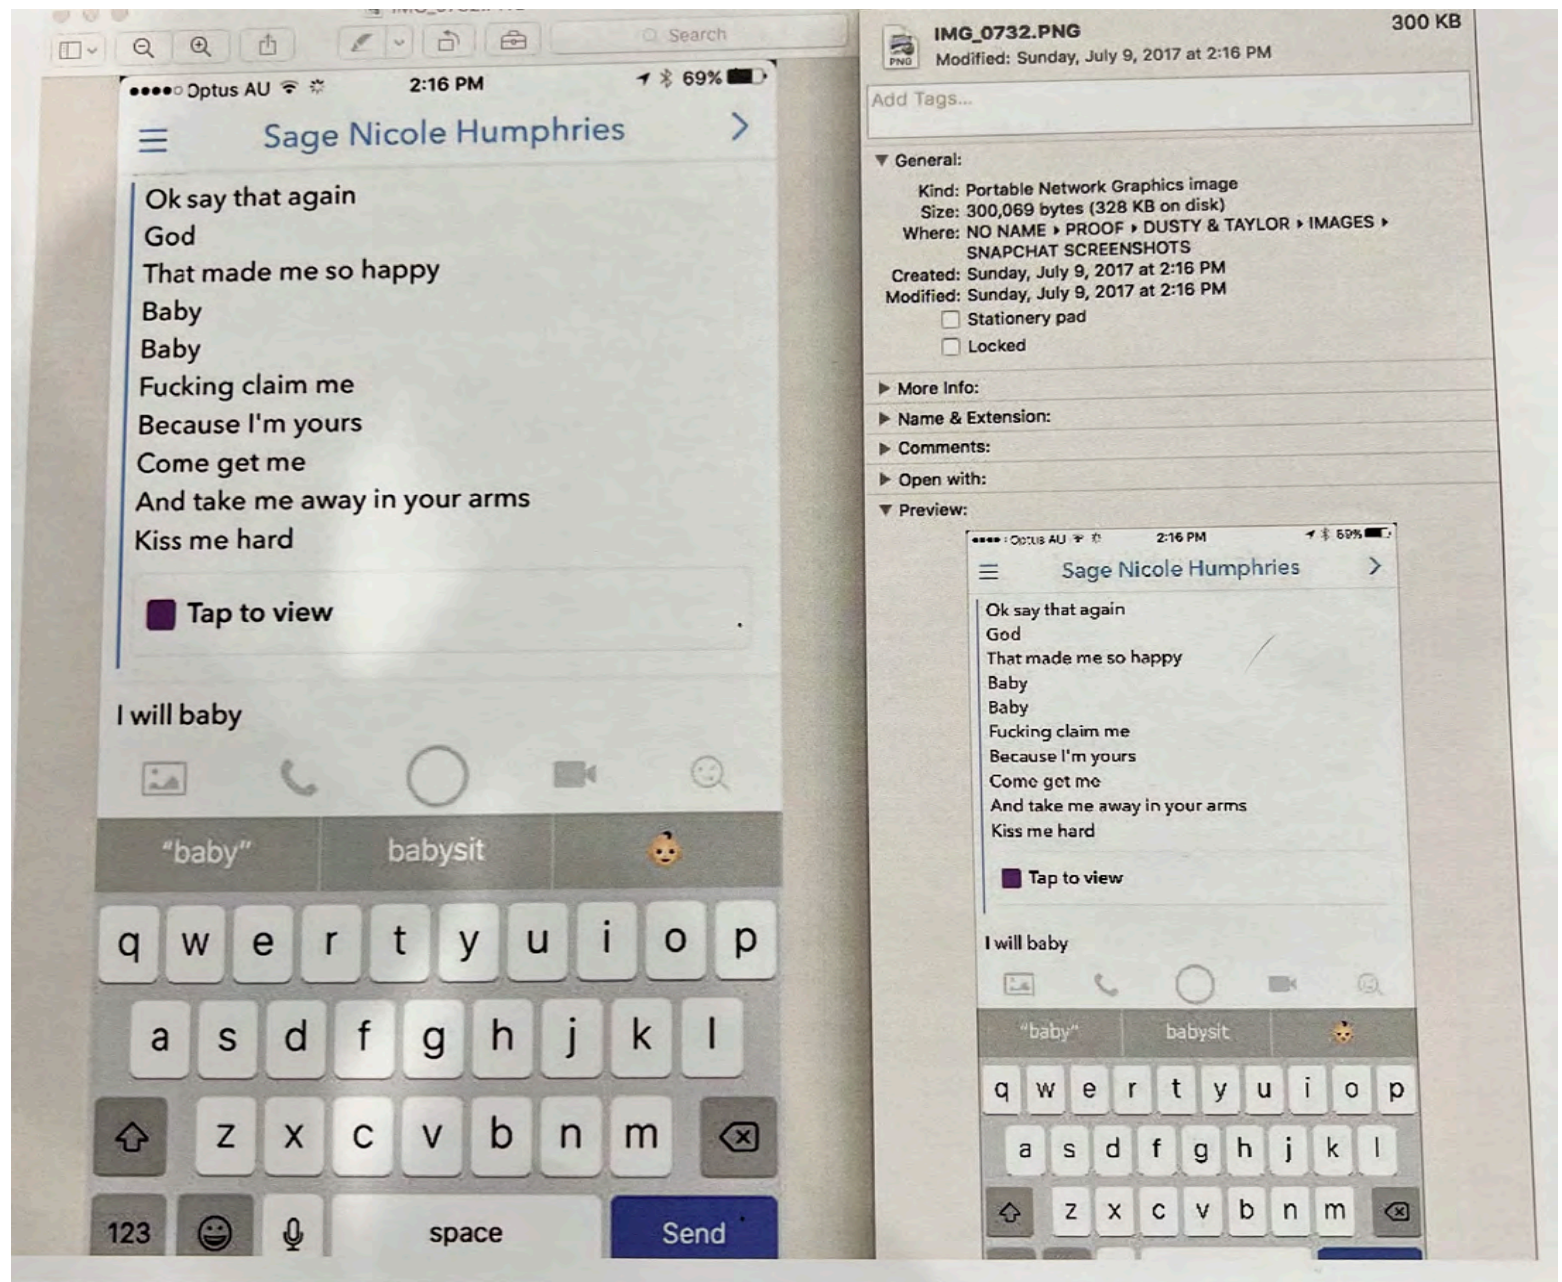 Search
●●●●○ Optus AU
2:16 PM
69%
Sage Nicole Humphries
Ok say that again
God
That made me so happy
Baby
Baby
Fucking claim me
Because I'm yours
Come get me
And take me away in your arms
Kiss me hard
Tap to view
I will baby
"baby"
babysit
q w e r t y u i o p
a s d f g h j k l
z x c v b n m
123
space
Send
IMG_0732.PNG
300 KB
Modified: Sunday, July 9, 2017 at 2:16 PM
PNG
Add Tags...
▼ General:
Kind: Portable Network Graphics image
Size: 300,069 bytes (328 KB on disk)
Where: NO NAME ▸ PROOF ▸ DUSTY & TAYLOR ▸ IMAGES ▸
SNAPCHAT SCREENSHOTS
Created: Sunday, July 9, 2017 at 2:16 PM
Modified: Sunday, July 9, 2017 at 2:16 PM
Stationery pad
Locked
▶ More Info:
▶ Name & Extension:
▶ Comments:
▶ Open with:
▼ Preview:
Optus AU
2:16 PM
69%
Sage Nicole Humphries
Ok say that again
God
That made me so happy
Baby
Baby
Fucking claim me
Because I'm yours
Come get me
And take me away in your arms
Kiss me hard
Tap to view
I will baby
"baby"
babysit
q w e r t y u i o p
a s d f g h j k l
z x c v b n m